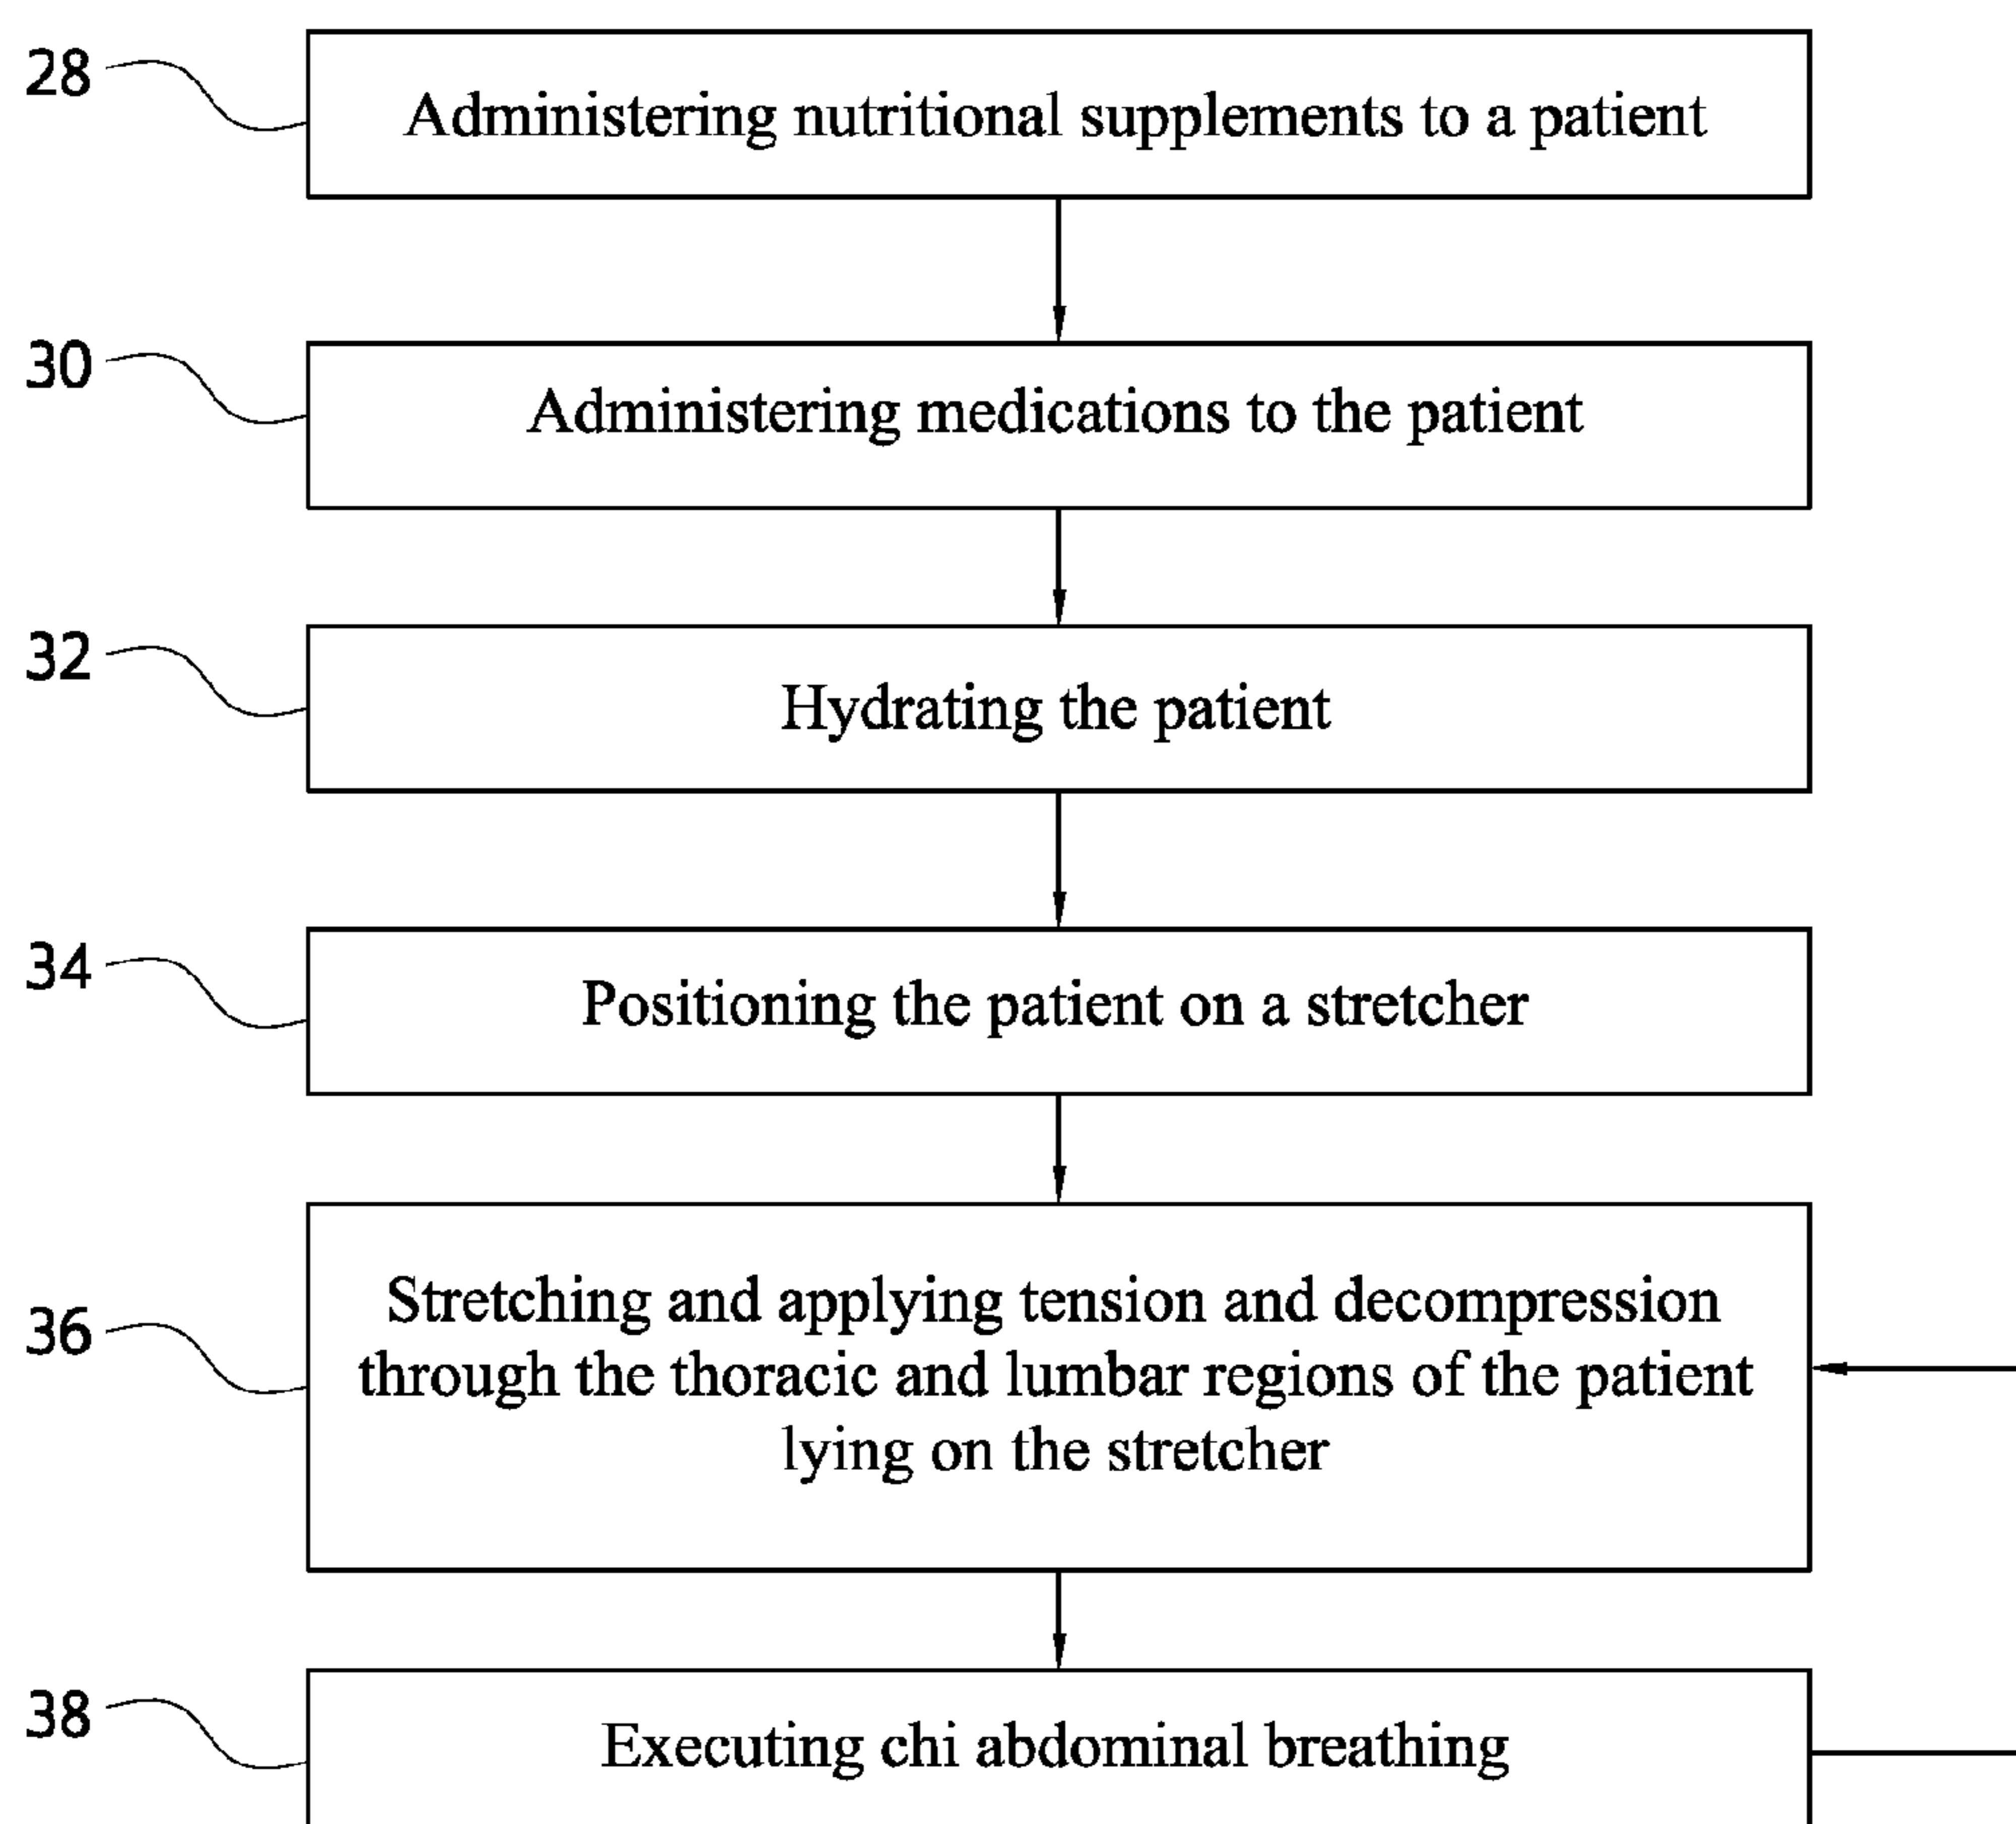 28
Administering nutritional supplements to a patient
30
Administering medications to the patient
32
Hydrating the patient
34
Positioning the patient on a stretcher
36
Stretching and applying tension and decompression
through the thoracic and lumbar regions of the patient
lying on the stretcher
38
Executing chi abdominal breathing